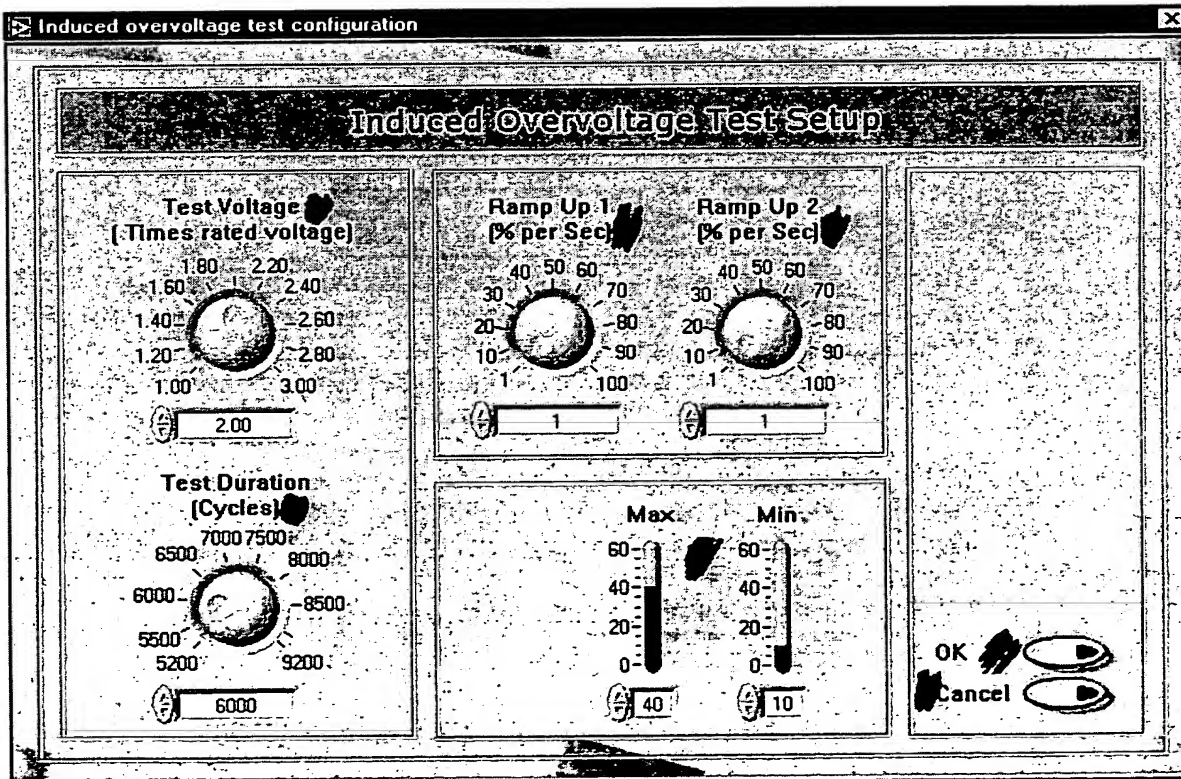 Induced overvoltage test configuration
Induced Overvoltage Test Setup
Test Voltage
(Times rated voltage)
1.80 2.20
1.60 2.40
1.40 2.60
1.20 2.80
1.00 3.00
2.00
Test Duration
(Cycles)
7000 7500
6500 8000
6000 8500
5500
5200 9200
6000
Ramp Up 1
(% per Sec)
40 50 60
30 70
20 80
10 90
1 100
1
Ramp Up 2
(% per Sec)
40 50 60
30 70
20 80
10 90
1 100
1
Max
60
40
20
0
40
Min
60
40
20
0
10
OK
Cancel